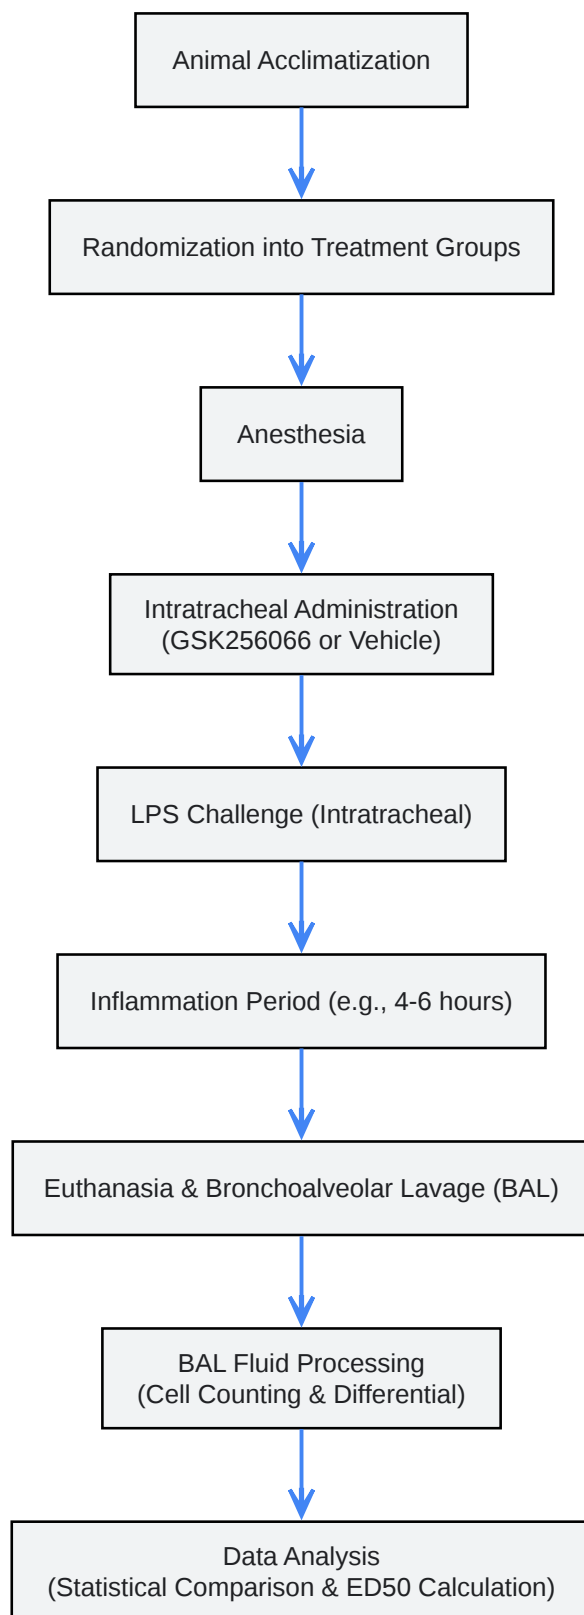 Animal Acclimatization
Randomization into Treatment Groups
Anesthesia
Intratracheal Administration
(GSK256066 or Vehicle)
LPS Challenge (Intratracheal)
Inflammation Period (e.g., 4-6 hours)
Euthanasia & Bronchoalveolar Lavage (BAL)
BAL Fluid Processing
(Cell Counting & Differential)
Data Analysis
(Statistical Comparison & ED50 Calculation)